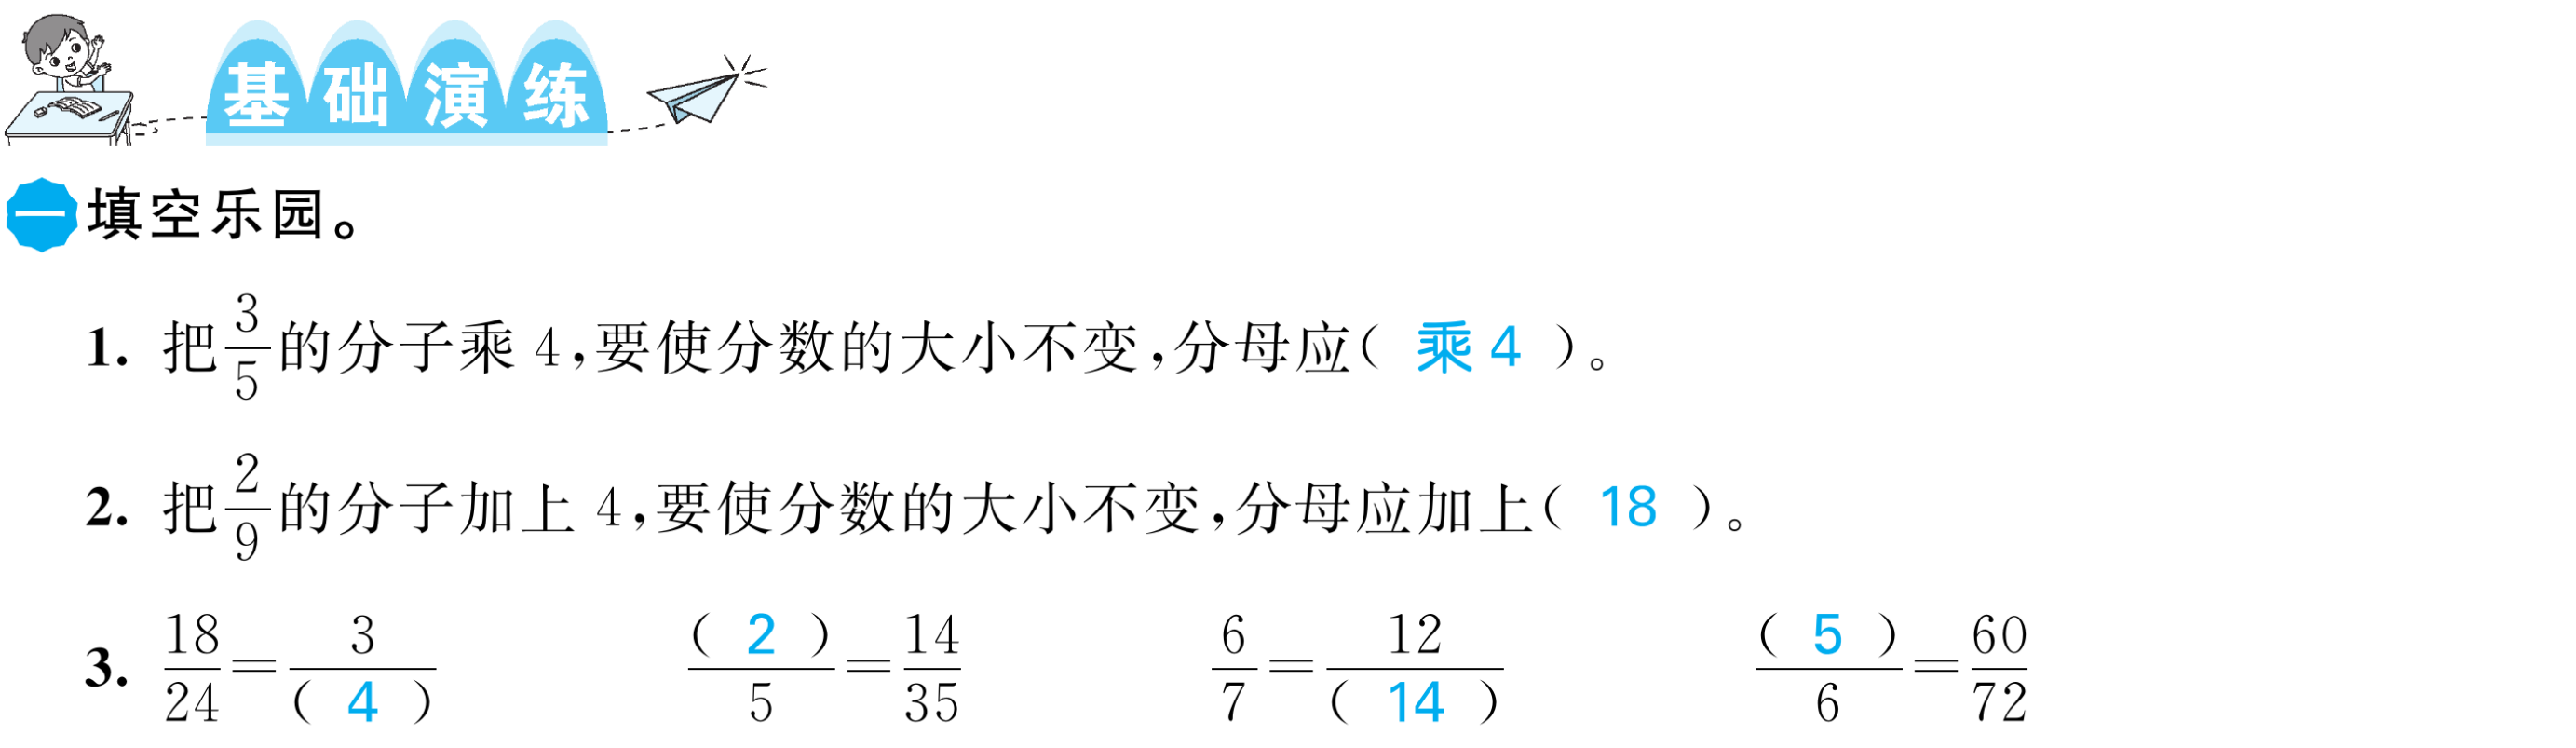 基础演练
一 填空乐园。
1. 把3/5的分子乘 4,要使分数的大小不变,分母应( 乘 4 )。
2. 把2/9的分子加上 4,要使分数的大小不变,分母应加上( 18 )。
3. 18/24=3/( 4 ) ( 2 )/5=14/35 6/7=12/( 14 ) ( 5 )/6=60/72